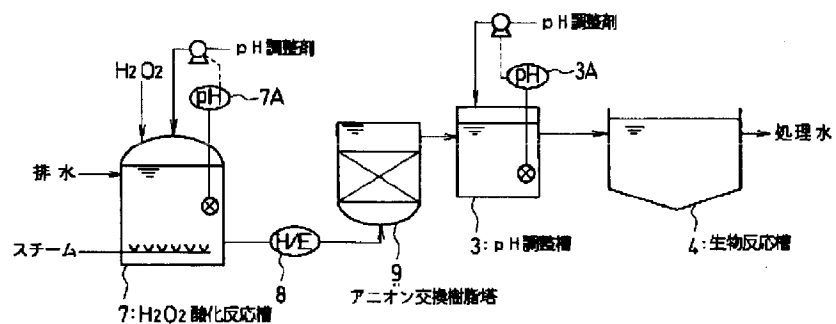 pH調整剤
H2O2
pH
7A
排水
スチーム
7:H2O2酸化反応槽
H/E
8
9
アニオン交換樹脂塔
pH調整剤
pH
3A
3:pH調整槽
4:生物反応槽
処理水